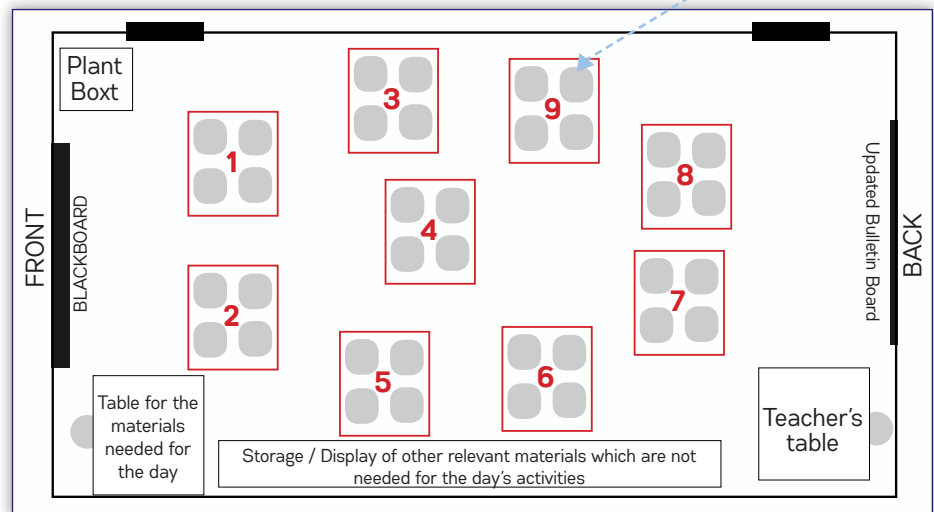 Plant
Boxt
3
9
1
8
4
FRONT
BLACKBOARD
Updated Bulletin Board
BACK
2
7
5
6
Table for the
materials
needed for
the day
Storage / Display of other relevant materials which are not
needed for the day's activities
Teacher's
table